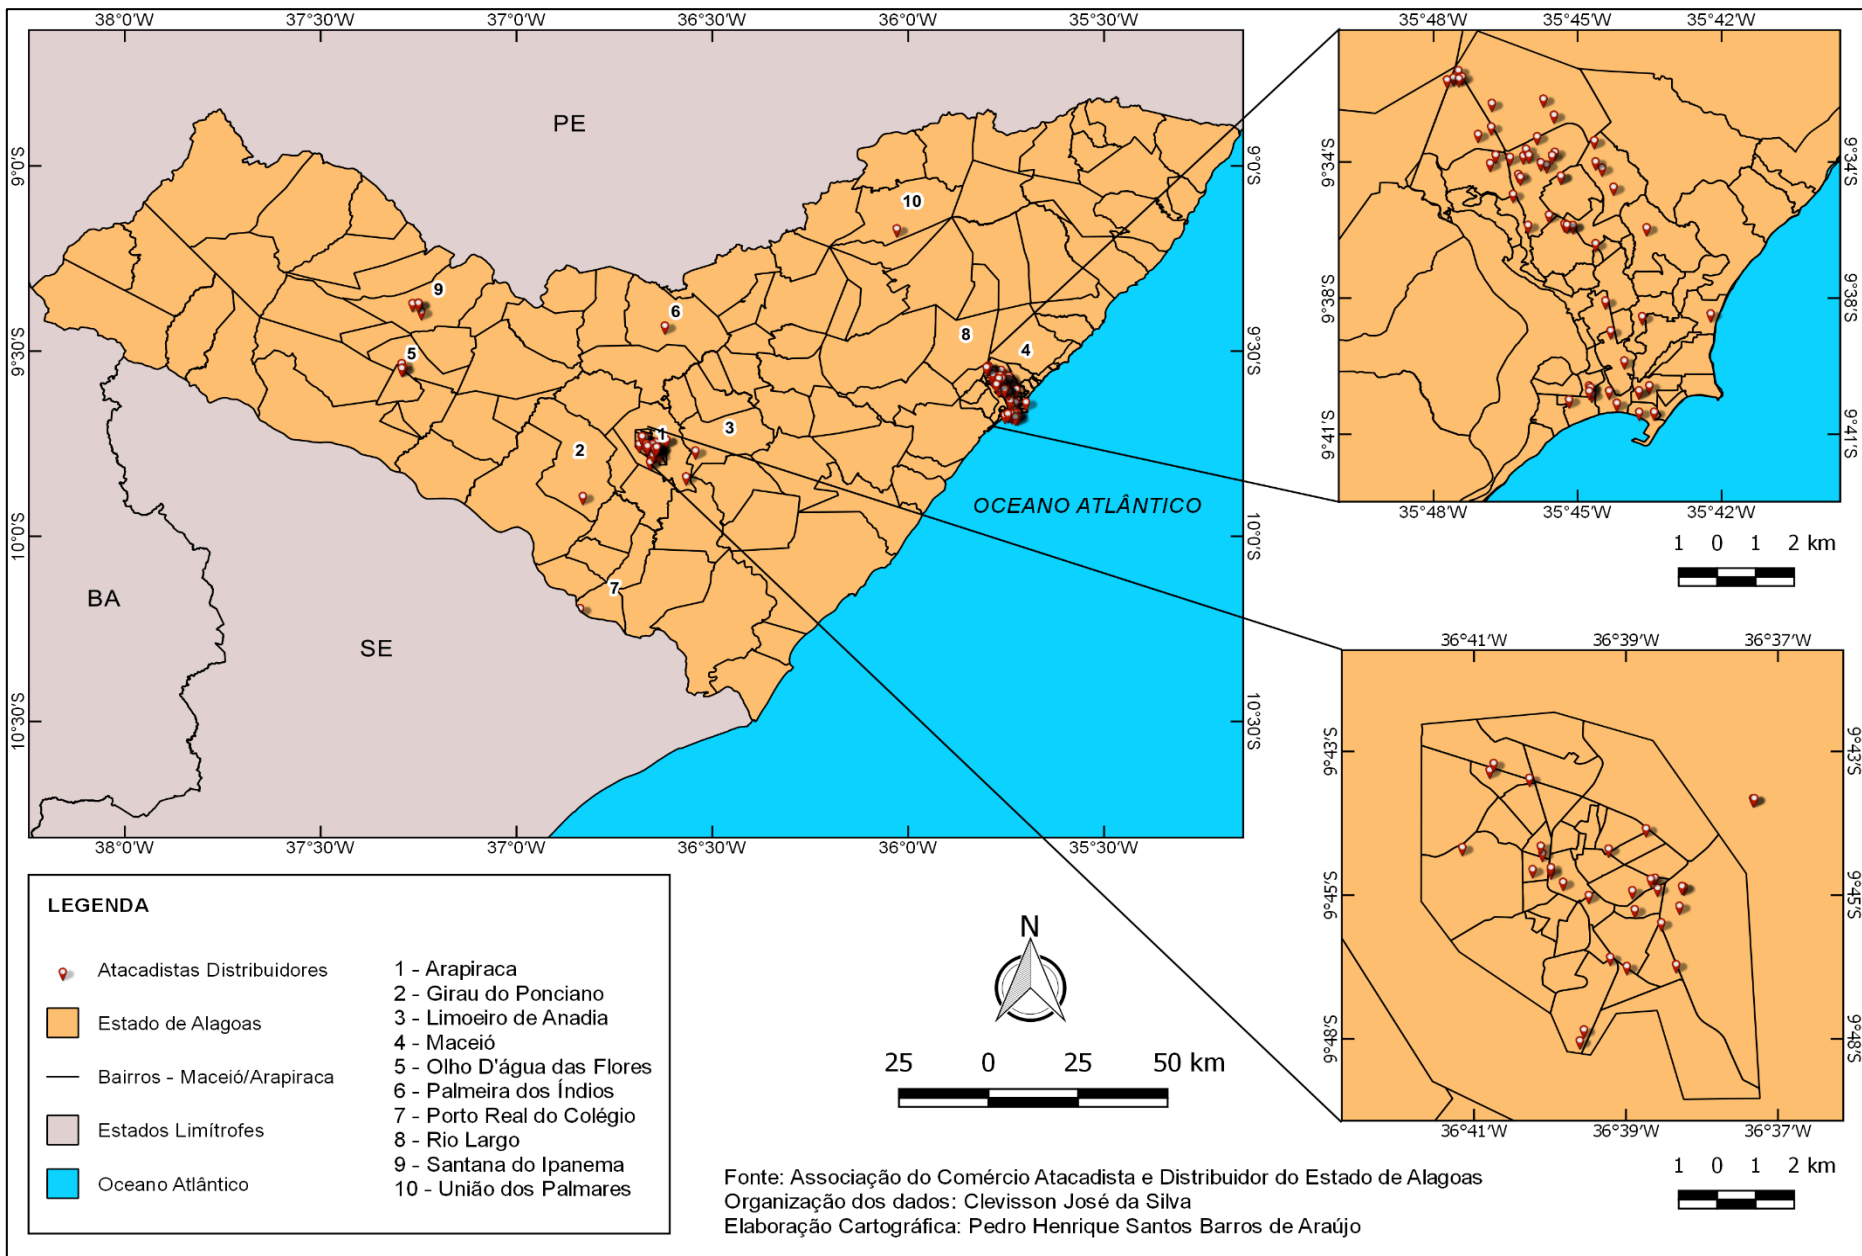 38°0'W 37°30'W 37°0'W 36°30'W 36°0'W 35°30'W
9°0'S 9°0'S
9°30'S 9°30'S
10°0'S 10°0'S
10°30'S 10°30'S
PE
10
9
6
5
8
4
3
1
2
7
OCEANO ATLÂNTICO
BA
SE
38°0'W 37°30'W 37°0'W 36°30'W 36°0'W 35°30'W
35°48'W 35°45'W 35°42'W
9°34'S 9°34'S
9°38'S 9°38'S
9°41'S 9°41'S
35°48'W 35°45'W 35°42'W
1 0 1 2 km
36°41'W 36°39'W 36°37'W
9°43'S 9°43'S
9°45'S 9°45'S
9°48'S 9°48'S
36°41'W 36°39'W 36°37'W
1 0 1 2 km
LEGENDA
Atacadistas Distribuidores
Estado de Alagoas
Bairros - Maceió/Arapiraca
Estados Limítrofes
Oceano Atlântico
1 - Arapiraca
2 - Girau do Ponciano
3 - Limoeiro de Anadia
4 - Maceió
5 - Olho D'água das Flores
6 - Palmeira dos Índios
7 - Porto Real do Colégio
8 - Rio Largo
9 - Santana do Ipanema
10 - União dos Palmares
N
25 0 25 50 km
Fonte: Associação do Comércio Atacadista e Distribuidor do Estado de Alagoas
Organização dos dados: Clevisson José da Silva
Elaboração Cartográfica: Pedro Henrique Santos Barros de Araújo